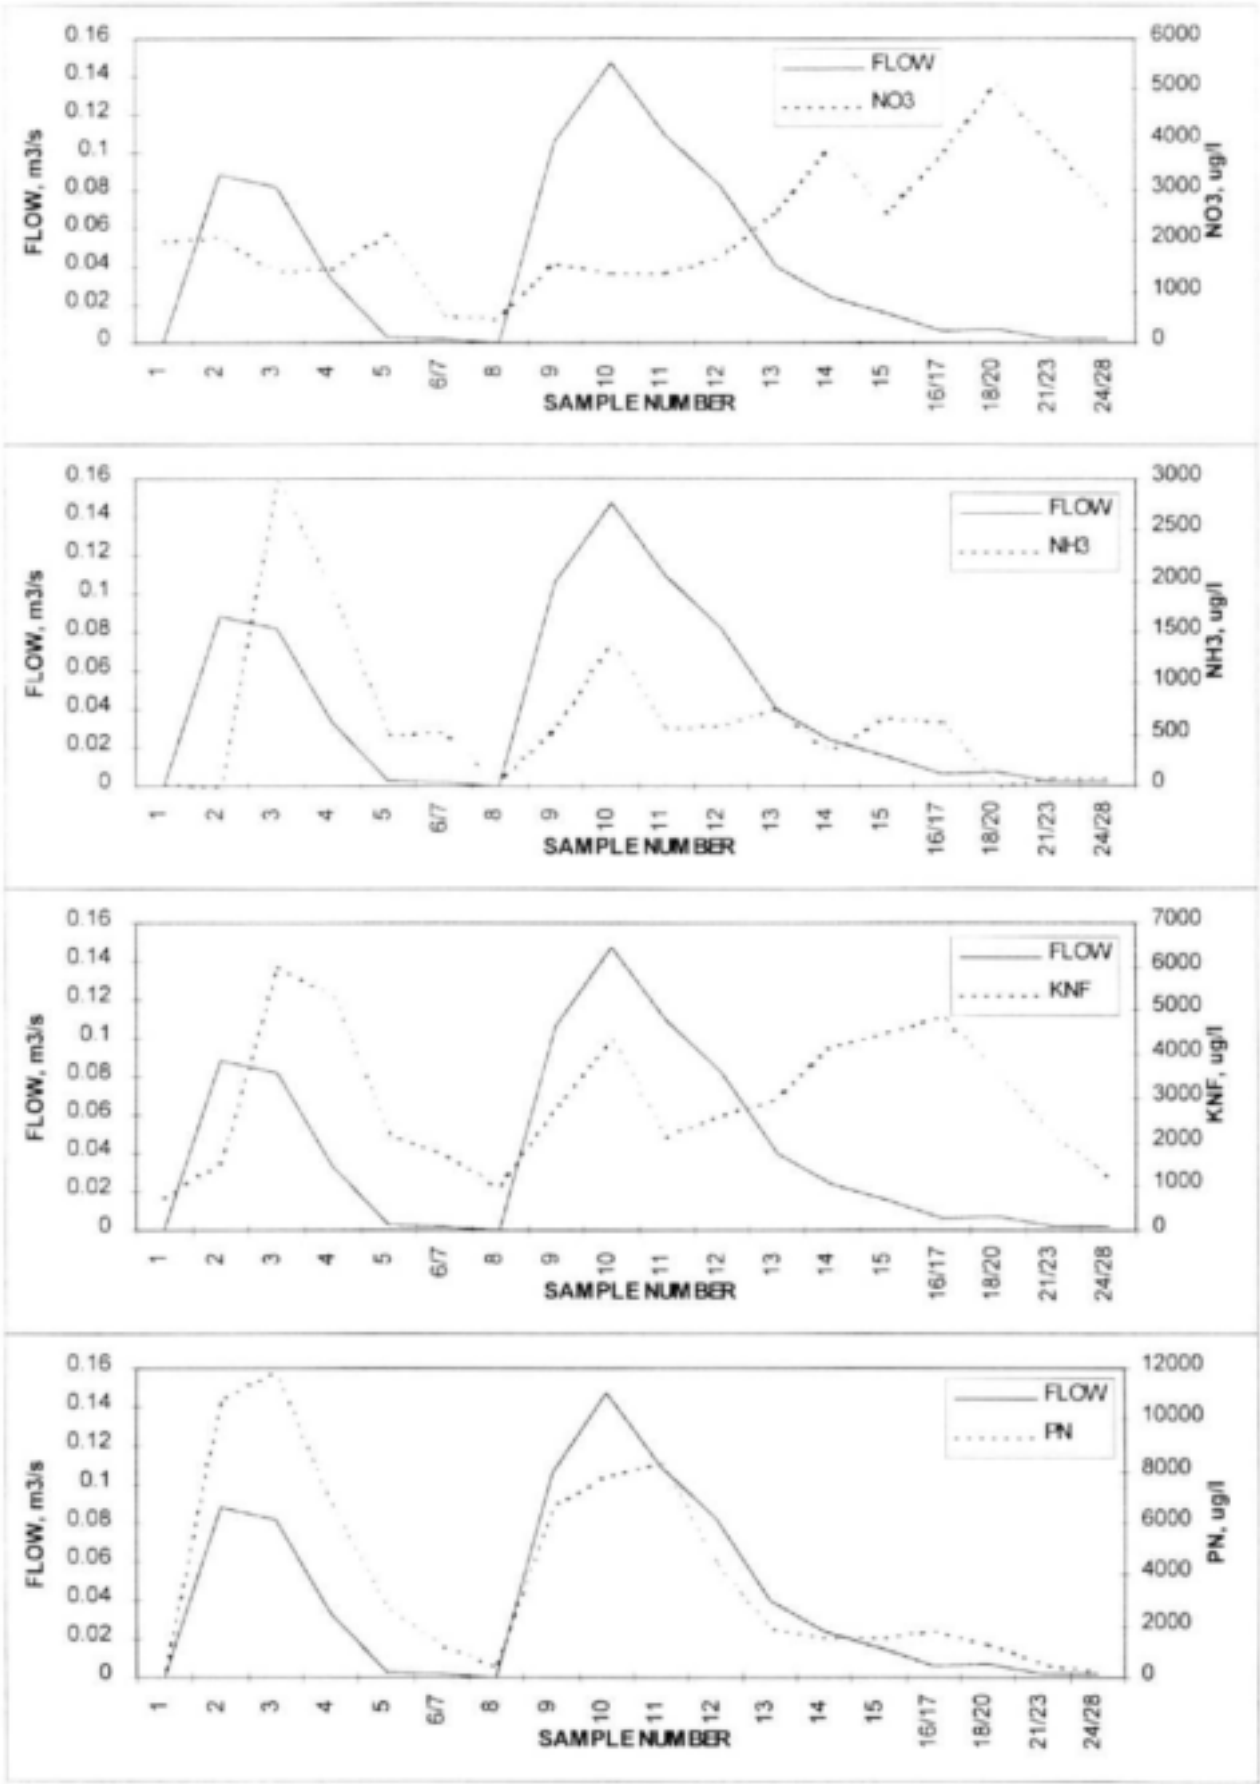 0.16 6000
0.14 FLOW 5000
0.12 NO3
0.1 4000
0.08 3000
0.06 2000
0.04
0.02 1000
0 0
FLOW, m3/s
NO3, ug/l
1 2 3 4 5 6/7 8 9 10 11 12 13 14 15 16/17 18/20 21/23 24/28
SAMPLE NUMBER
0.16 3000
0.14 FLOW 2500
0.12 NH3
0.1 2000
0.08 1500
0.06 1000
0.04 500
0.02
0 0
FLOW, m3/s
NH3, ug/l
1 2 3 4 5 6/7 8 9 10 11 12 13 14 15 16/17 18/20 21/23 24/28
SAMPLE NUMBER
0.16 7000
0.14 FLOW 6000
0.12 KNF 5000
0.1 4000
0.08 3000
0.06 2000
0.04 1000
0.02
0 0
FLOW, m3/s
KNF, ug/l
1 2 3 4 5 6/7 8 9 10 11 12 13 14 15 16/17 18/20 21/23 24/28
SAMPLE NUMBER
0.16 12000
0.14 FLOW 10000
0.12 PN
0.1 8000
0.08 6000
0.06 4000
0.04 2000
0.02
0 0
FLOW, m3/s
PN, ug/l
1 2 3 4 5 6/7 8 9 10 11 12 13 14 15 16/17 18/20 21/23 24/28
SAMPLE NUMBER